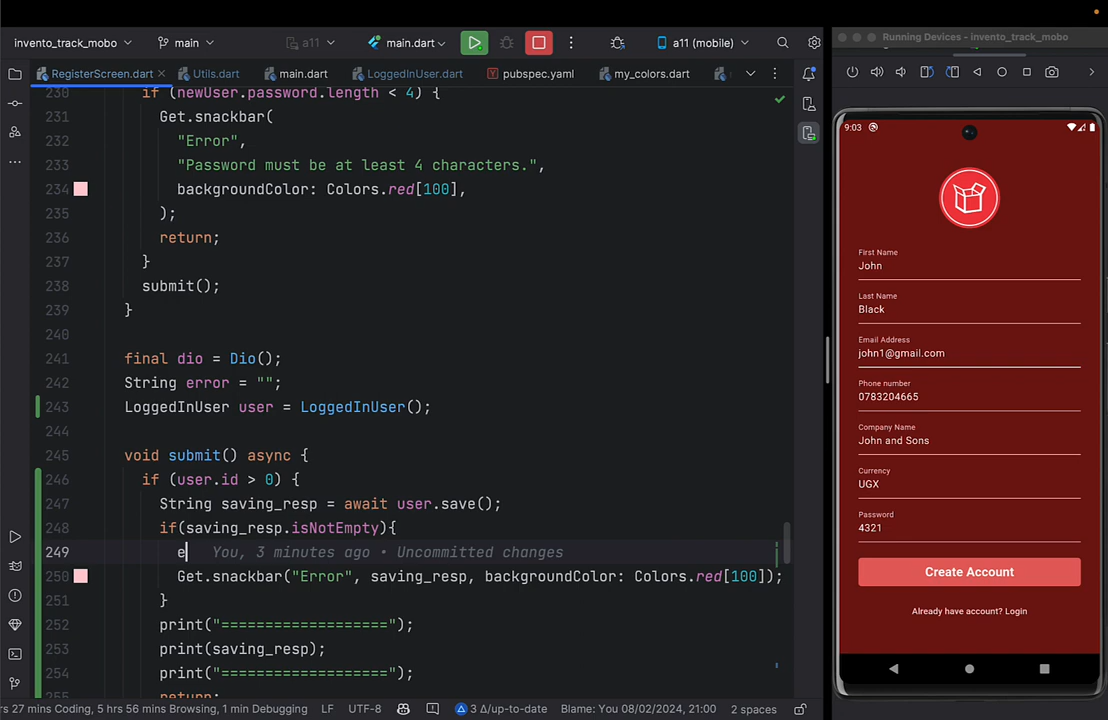 Running Devices - invento_track_mobo
invento_track_mobo main a11 main.dart a11 (mobile)
RegisterScreen.dart Utils.dart main.dart LoggedInUser.dart pubspec.yaml my_colors.dart
230 if (newUser.password.length < 4) {
231 Get.snackbar(
232 "Error",
233 "Password must be at least 4 characters.",
234 backgroundColor: Colors.red[100],
235 );
236 return;
237 }
238 submit();
239 }
240
241 final dio = Dio();
242 String error = "";
243 LoggedInUser user = LoggedInUser();
244
245 void submit() async {
246 if (user.id > 0) {
247 String saving_resp = await user.save();
248 if(saving_resp.isNotEmpty){
249 e You, 3 minutes ago • Uncommitted changes
250 Get.snackbar("Error", saving_resp, backgroundColor: Colors.red[100]);
251 }
252 print("===================");
253 print(saving_resp);
254 print("===================");
255 return;
rs 27 mins Coding, 5 hrs 56 mins Browsing, 1 min Debugging LF UTF-8 3 Δ/up-to-date Blame: You 08/02/2024, 21:00 2 spaces
9:03
First Name
John
Last Name
Black
Email Address
john1@gmail.com
Phone number
0783204665
Company Name
John and Sons
Currency
UGX
Password
4321
Create Account
Already have account? Login